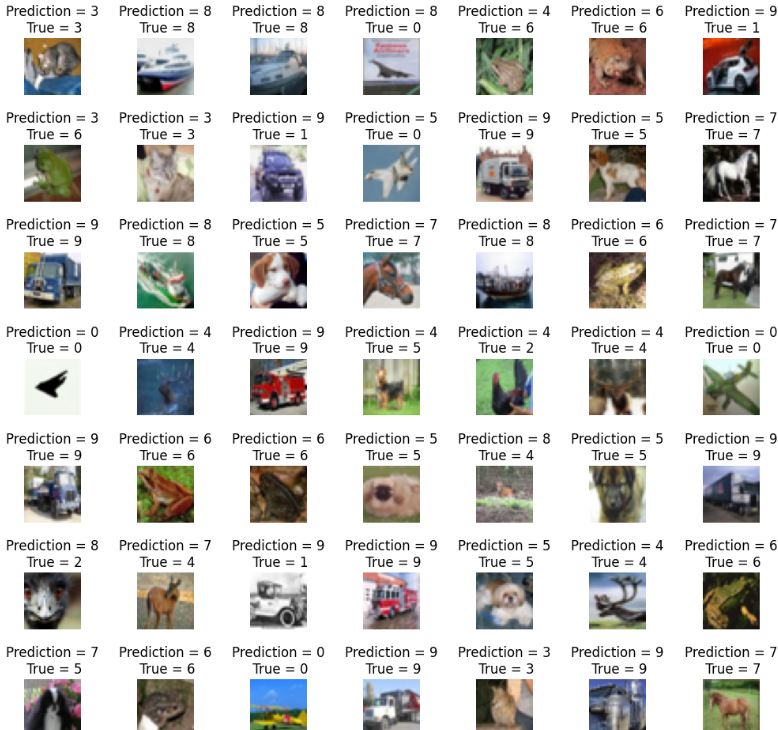 Prediction = 3
True = 3
Prediction = 8
True = 8
Prediction = 8
True = 8
Prediction = 8
True = 0
Prediction = 4
True = 6
Prediction = 6
True = 6
Prediction = 9
True = 1
Prediction = 3
True = 6
Prediction = 3
True = 3
Prediction = 9
True = 1
Prediction = 5
True = 0
Prediction = 9
True = 9
Prediction = 5
True = 5
Prediction = 7
True = 7
Prediction = 9
True = 9
Prediction = 8
True = 8
Prediction = 5
True = 5
Prediction = 7
True = 7
Prediction = 8
True = 8
Prediction = 6
True = 6
Prediction = 7
True = 7
Prediction = 0
True = 0
Prediction = 4
True = 4
Prediction = 9
True = 9
Prediction = 4
True = 5
Prediction = 4
True = 2
Prediction = 4
True = 4
Prediction = 0
True = 0
Prediction = 9
True = 9
Prediction = 6
True = 6
Prediction = 6
True = 6
Prediction = 5
True = 5
Prediction = 8
True = 4
Prediction = 5
True = 5
Prediction = 9
True = 9
Prediction = 8
True = 2
Prediction = 7
True = 4
Prediction = 9
True = 1
Prediction = 9
True = 9
Prediction = 5
True = 5
Prediction = 4
True = 4
Prediction = 6
True = 6
Prediction = 7
True = 5
Prediction = 6
True = 6
Prediction = 0
True = 0
Prediction = 9
True = 9
Prediction = 3
True = 3
Prediction = 9
True = 9
Prediction = 7
True = 7